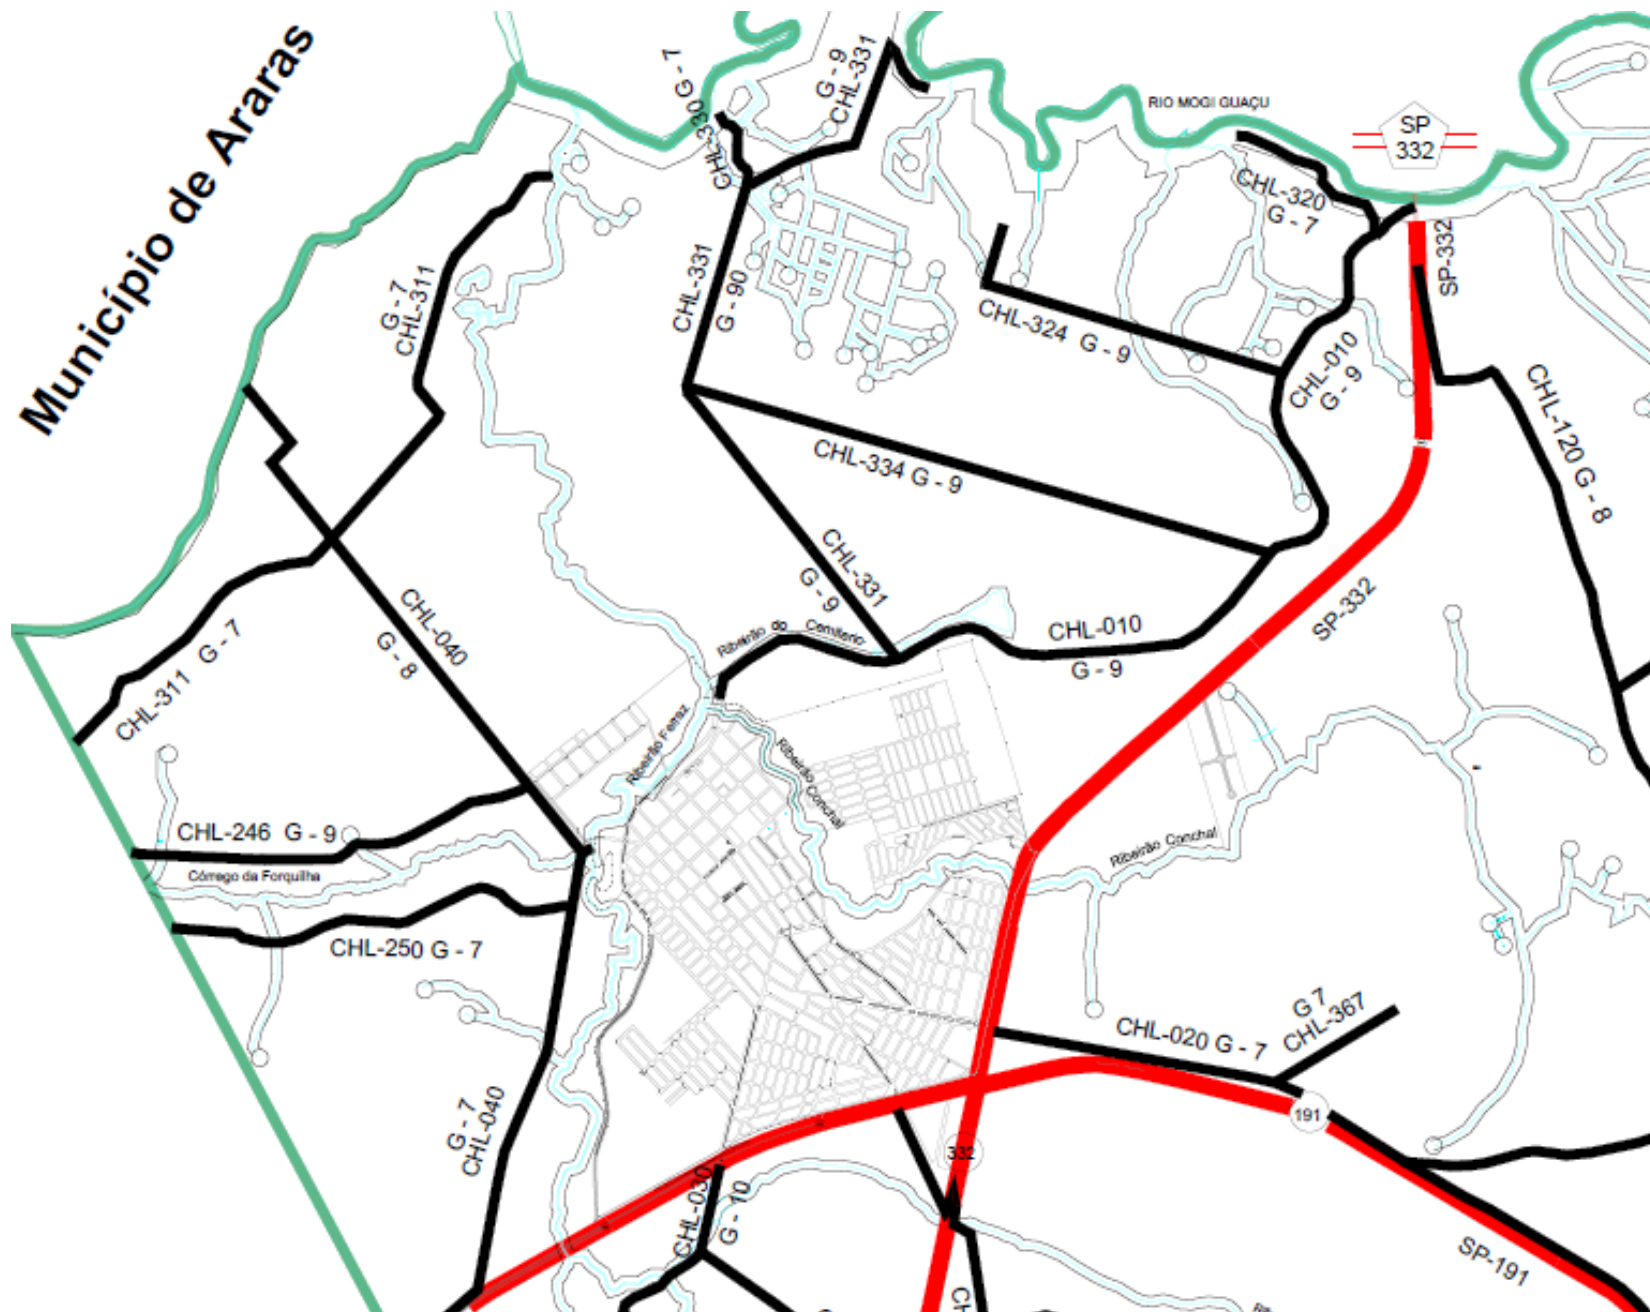 Município de Araras
CHL-330 G - 7
G - 9
CHL-331
RIO MOGI GUAÇU
SP
332
CHL-320
G - 7
SP-332
G - 7
CHL-311
CHL-331
G - 90
CHL-324 G - 9
CHL-010
G - 9
CHL-120 G - 8
CHL-334 G - 9
CHL-331
G - 9
SP-332
CHL-040
G - 8
Ribeirão do Cemiterio
CHL-010
G - 9
CHL-311 G - 7
Ribeirão Ferraz
Ribeirão Conchal
CHL-246 G - 9
Ribeirão Conchal
Córrego da Forquilha
CHL-250 G - 7
G 7
CHL-367
CHL-020 G - 7
191
G - 7
CHL-040
332
CHL-030
G - 10
SP-191